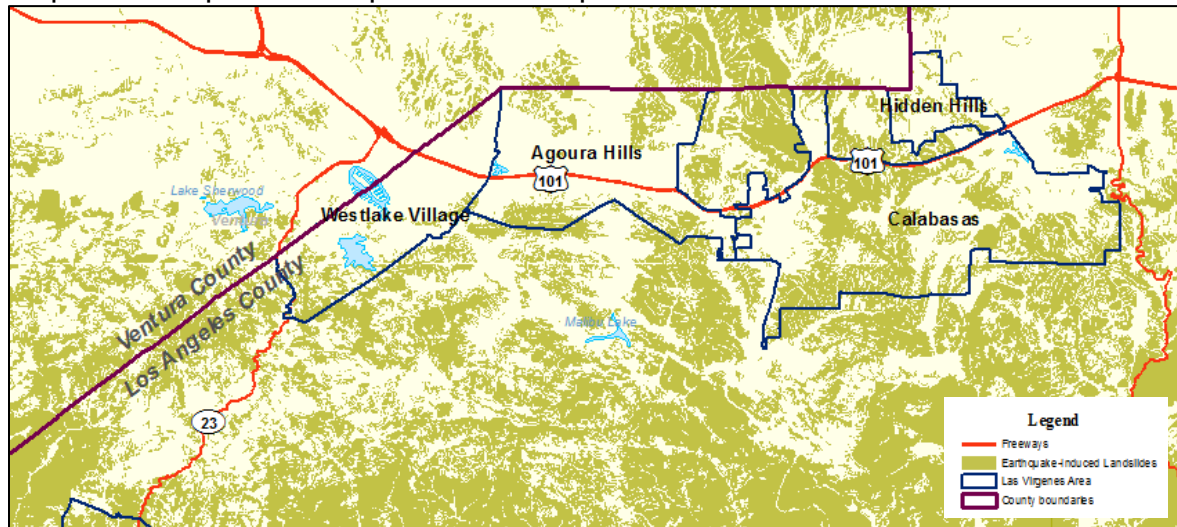 Hidden Hills
Agoura Hills
101
101
Lake Sherwood
Westlake Village
Calabasas
Ventura County
Los Angeles County
Malibu Lake
23
Legend
Freeways
Earthquake-Induced Landslides
Las Virgenes Area
County boundaries